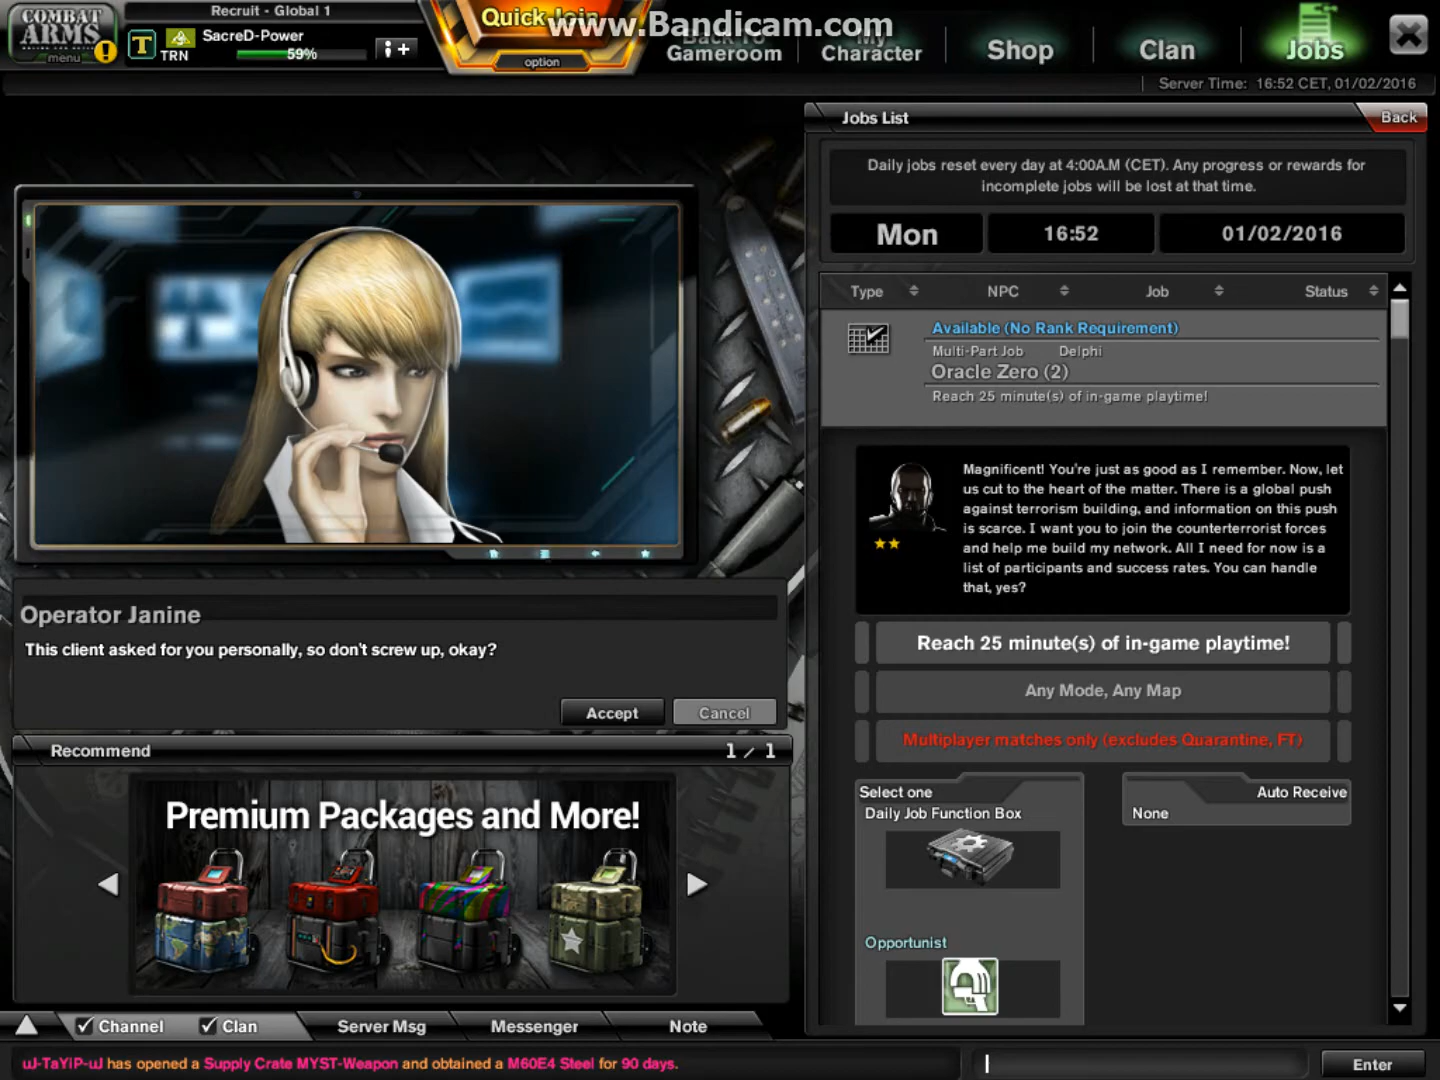 COMBAT ARMS
menu
Recruit - Global 1
T
TRN
SacreD-Power
59%
Quick Join
option
www.Bandicam.com
Back To Gameroom
My Character
Shop
Clan
Jobs
Server Time: 16:52 CET, 01/02/2016
Jobs List
Back
Daily jobs reset every day at 4:00A.M (CET). Any progress or rewards for
incomplete jobs will be lost at that time.
Mon
16:52
01/02/2016
Type
NPC
Job
Status
Available (No Rank Requirement)
Multi-Part Job Delphi
Oracle Zero (2)
Reach 25 minute(s) of in-game playtime!
Magnificent! You're just as good as I remember. Now, let
us cut to the heart of the matter. There is a global push
against terrorism building, and information on this push
is scarce. I want you to join the counterterrorist forces
and help me build my network. All I need for now is a
list of participants and success rates. You can handle
that, yes?
Reach 25 minute(s) of in-game playtime!
Any Mode, Any Map
Multiplayer matches only (excludes Quarantine, FT)
Select one
Daily Job Function Box
Opportunist
Auto Receive
None
Operator Janine
This client asked for you personally, so don't screw up, okay?
Accept
Cancel
Recommend
1 / 1
Premium Packages and More!
Channel
Clan
Server Msg
Messenger
Note
uJ-TaYiP-uJ has opened a Supply Crate MYST-Weapon and obtained a M60E4 Steel for 90 days.
Enter